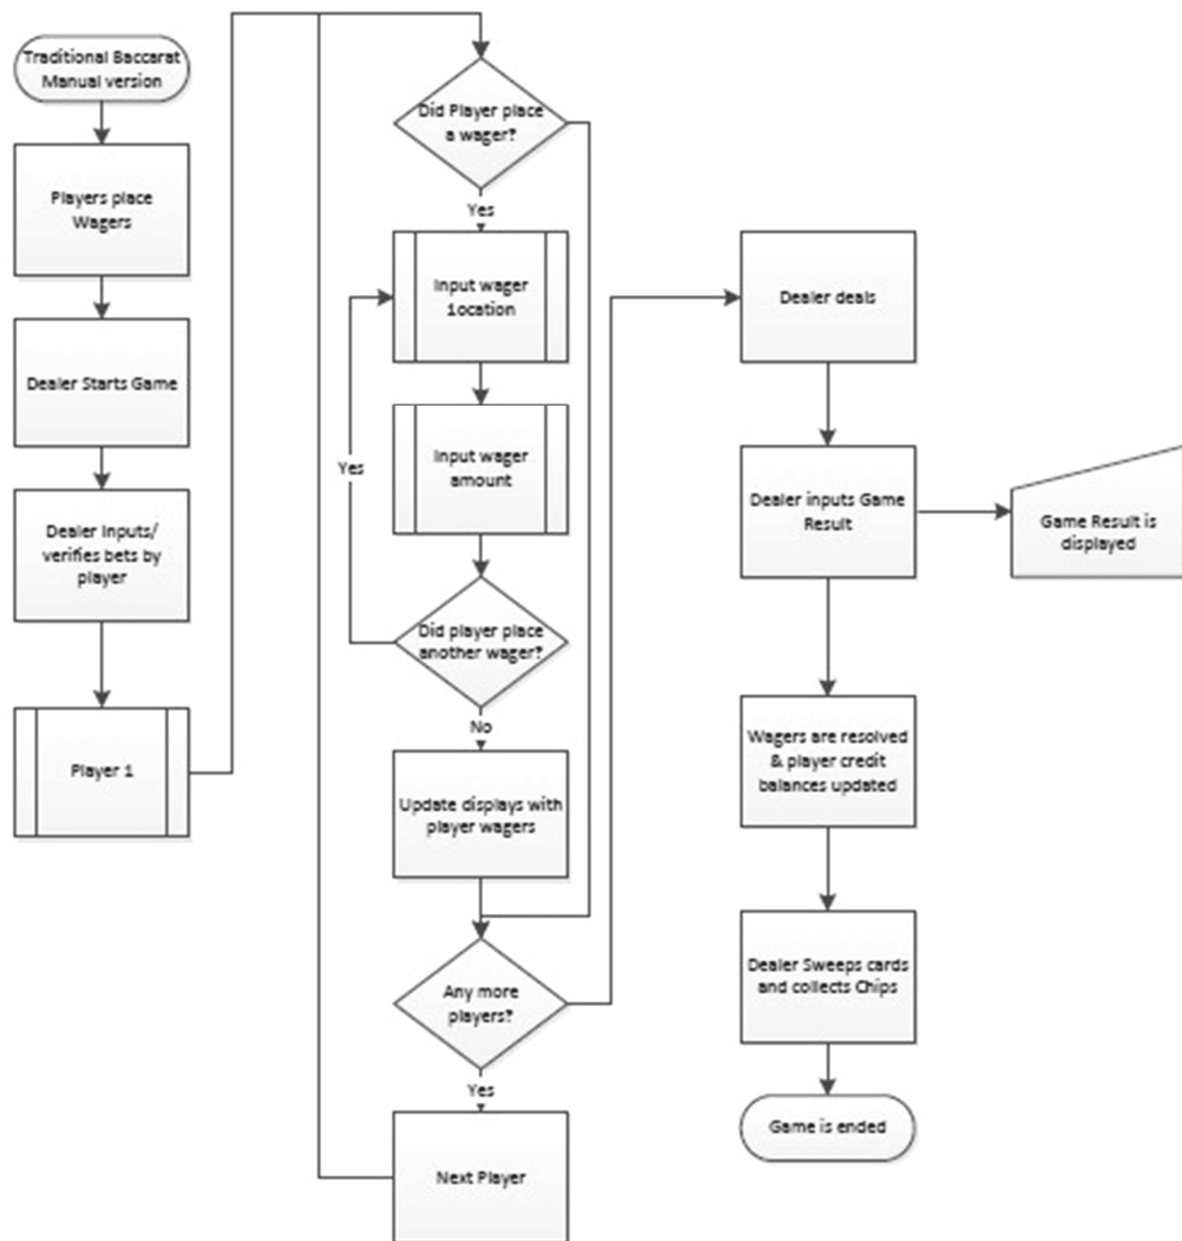 Traditional Baccarat
Manual version
Players place
Wagers
Dealer Starts Game
Dealer Inputs/
verifies bets by
player
Player 1
Did Player place
a wager?
Yes
Input wager
1ocation
Input wager
amount
Yes
Did player place
another wager?
No
Update displays with
player wagers
Any more
players?
Yes
Next Player
Dealer deals
Dealer inputs Game
Result
Game Result is
displayed
Wagers are resolved
& player credit
balances updated
Dealer Sweeps cards
and collects Chips
Game is ended